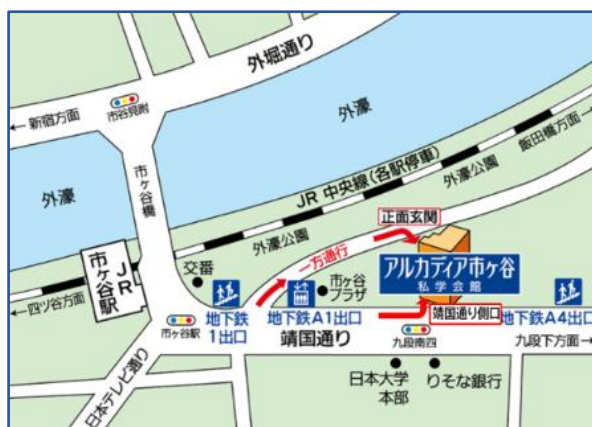 外堀通り
市谷見附
←新宿方面
外濠
外濠
市ヶ谷橋
JR 中央線(各駅停車)
飯田橋方面→
外濠公園
外濠公園
正面玄関
一方通行
アルカディア市ヶ谷
私学会館
JR
市ヶ谷駅
交番
←四ツ谷方面
市ヶ谷
プラザ
地下鉄
1出口
地下鉄A1出口
靖国通り側口
地下鉄A4出口
市ヶ谷駅
靖国通り
九段南四
九段下方面→
日本テレビ通り
日本大学
本部
りそな銀行